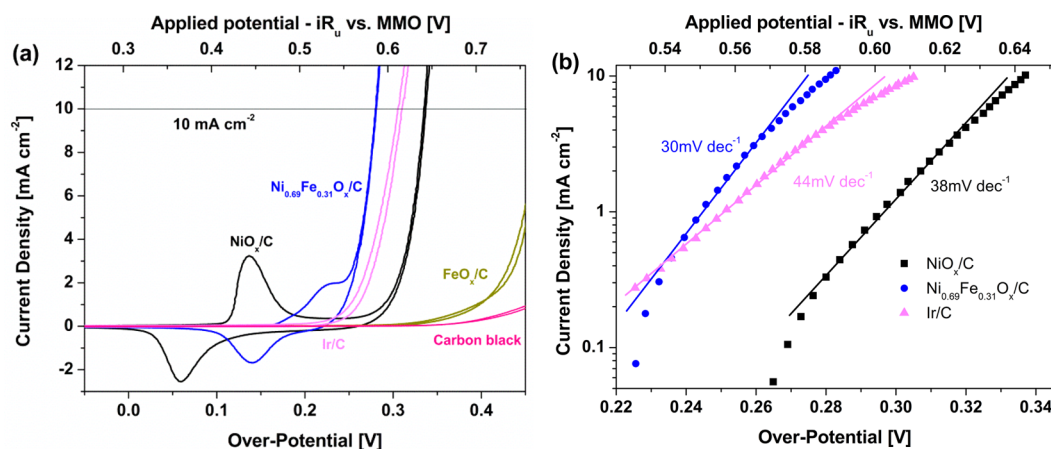 Applied potential - iRu vs. MMO [V]
0.3 0.4 0.5 0.6 0.7
(a)
12
10
8
6
4
2
0
-2
Current Density [mA cm-2]
10 mA cm-2
Ni0.69Fe0.31Ox/C
NiOx/C
FeOx/C
Ir/C
Carbon black
0.0 0.1 0.2 0.3 0.4
Over-Potential [V]
Applied potential - iRu vs. MMO [V]
0.54 0.56 0.58 0.60 0.62 0.64
(b)
10
1
0.1
Current Density [mA cm-2]
30mV dec-1
44mV dec-1
38mV dec-1
NiOx/C
Ni0.69Fe0.31Ox/C
Ir/C
0.22 0.24 0.26 0.28 0.30 0.32 0.34
Over-Potential [V]